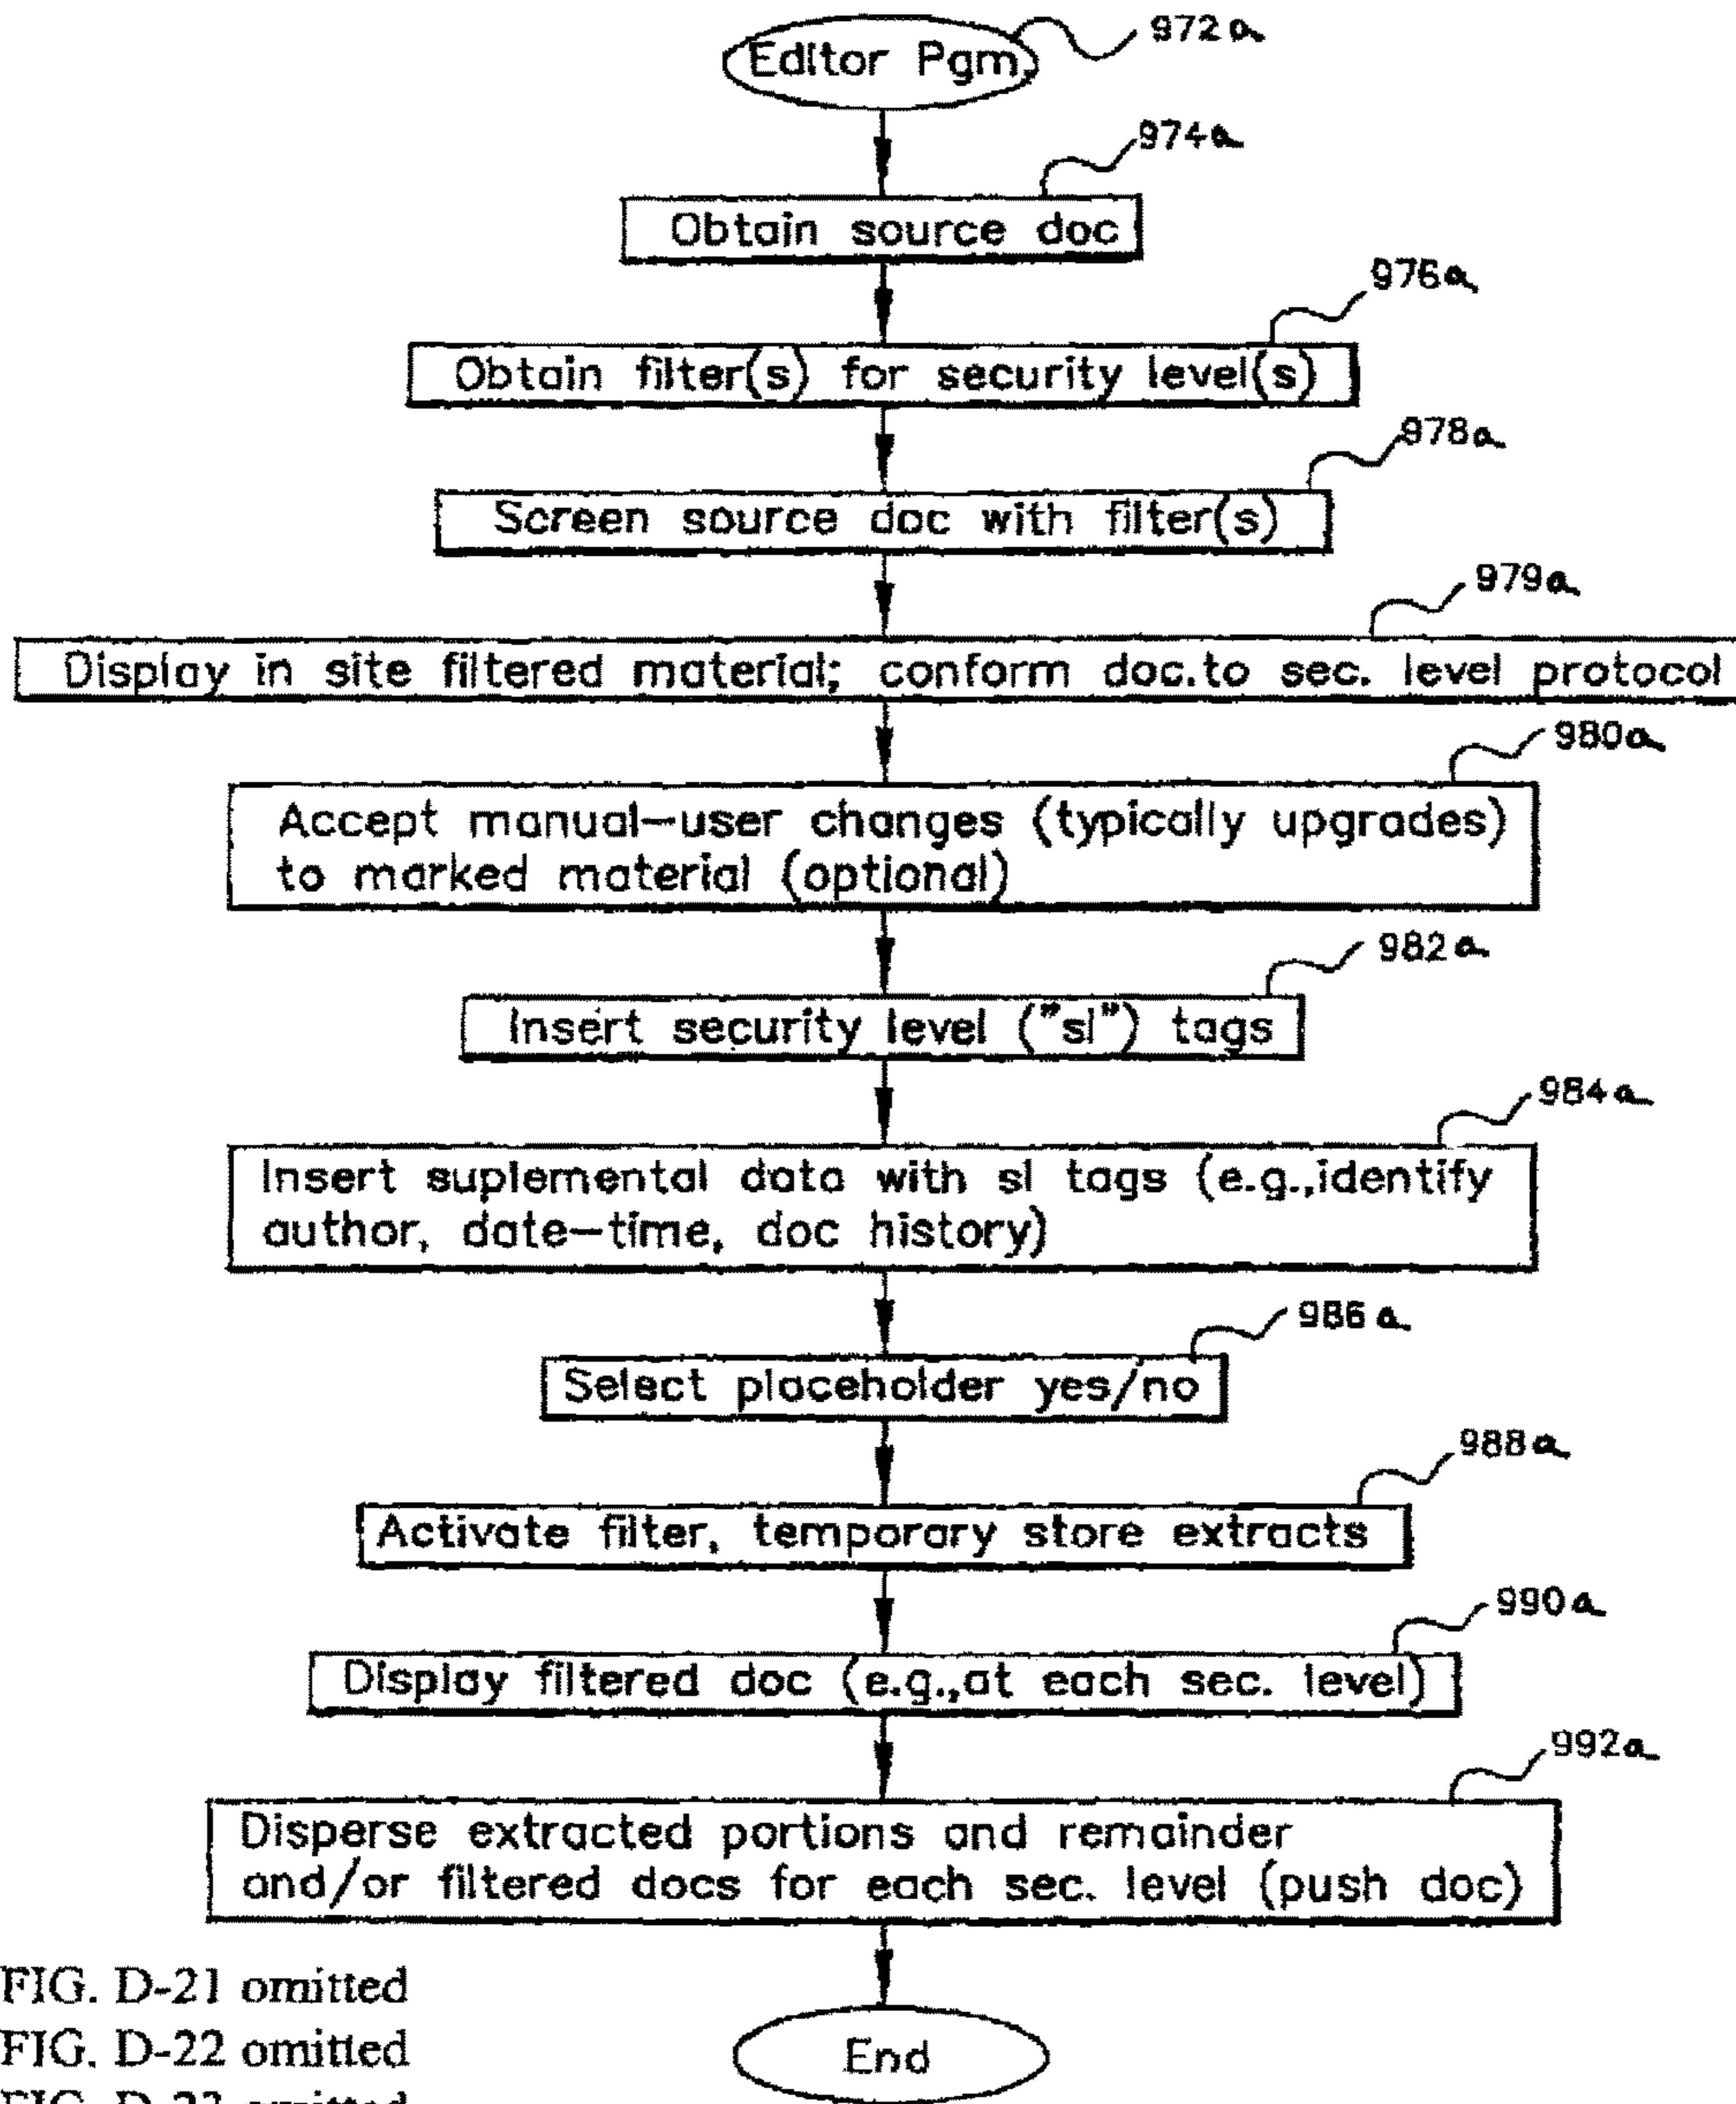 Editor Pgm.
972a
974a
Obtain source doc
976a
Obtain filter(s) for security level(s)
978a
Screen source doc with filter(s)
979a
Display in site filtered material; conform doc.to sec. level protocol
980a
Accept manual-user changes (typically upgrades)
to marked material (optional)
982a
Insert security level ("sl") tags
984a
Insert suplemental data with sl tags (e.g.,identify
author, date-time, doc history)
986a
Select placeholder yes/no
988a
Activate filter, temporary store extracts
990a
Display filtered doc (e.g.,at each sec. level)
992a
Disperse extracted portions and remainder
and/or filtered docs for each sec. level (push doc)
End
FIG. D-21 omitted
FIG. D-22 omitted
FIG. D-23 omitted